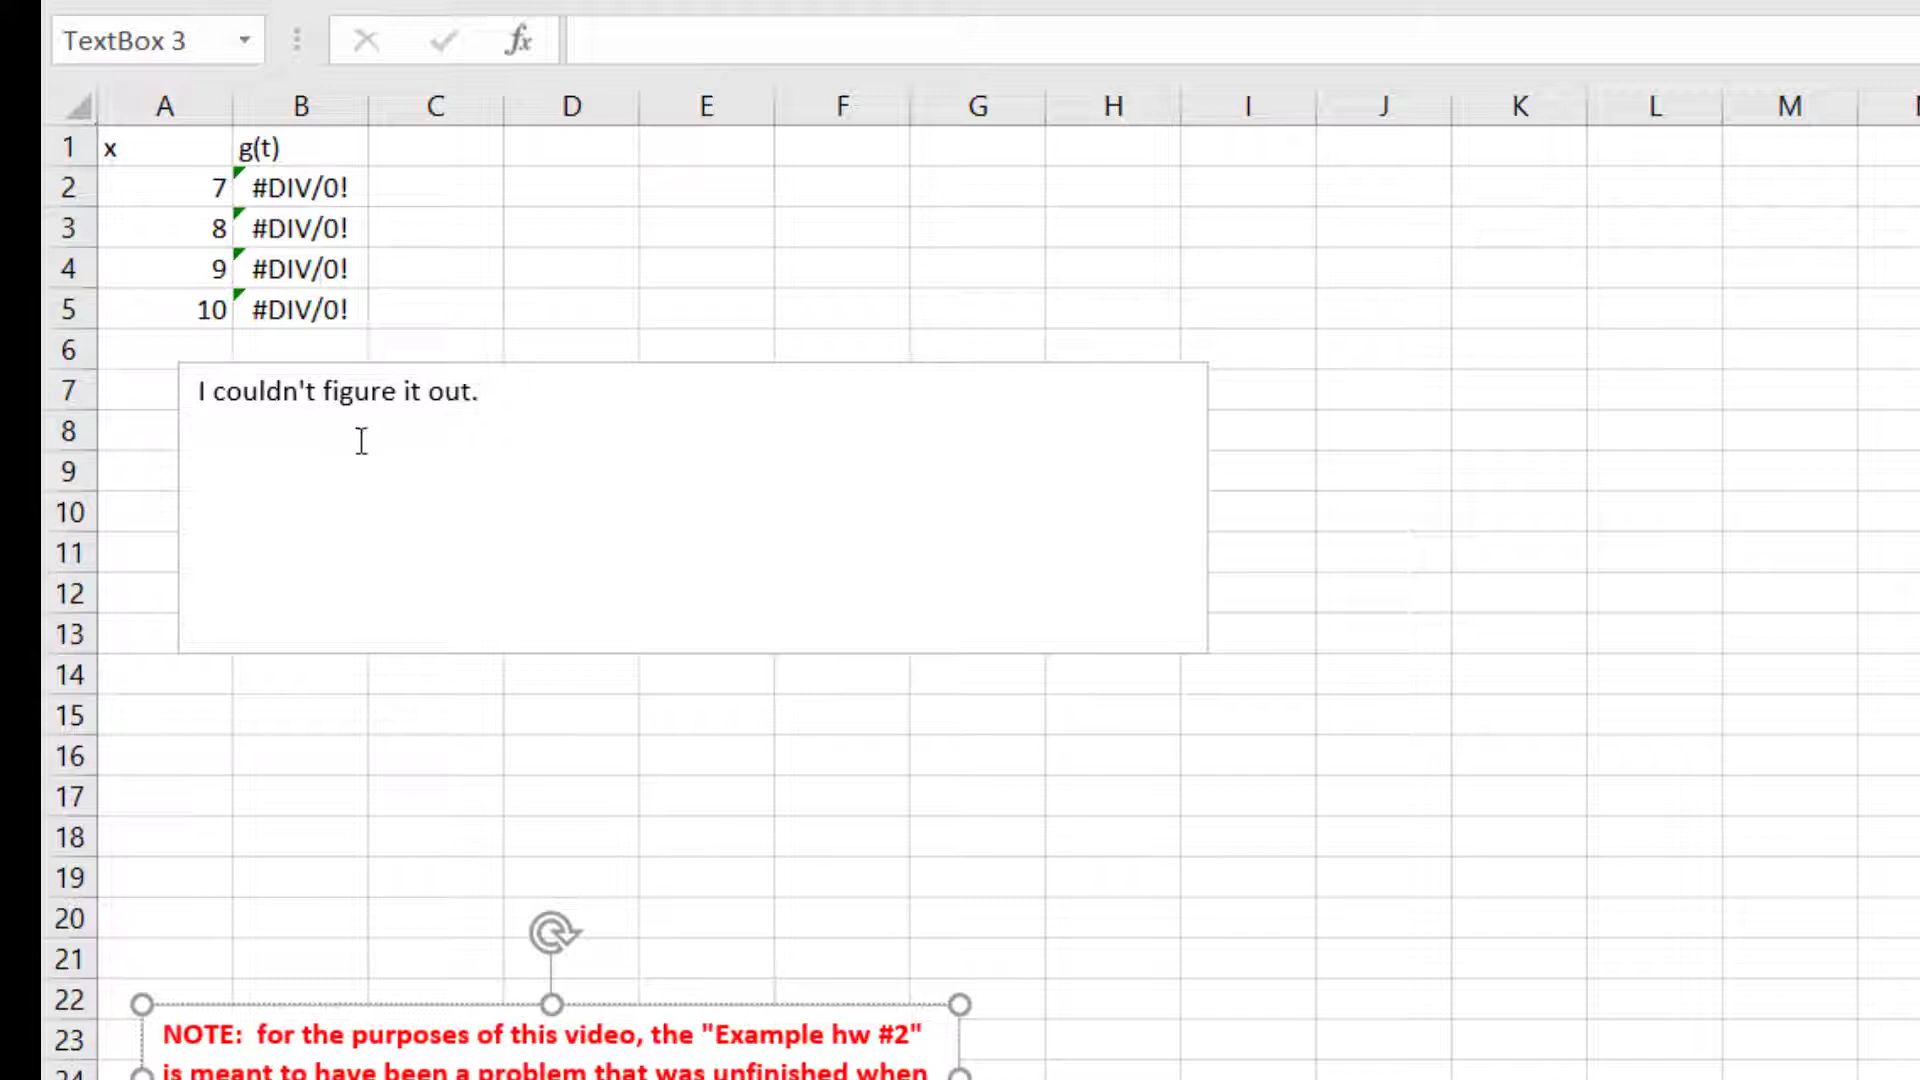 TextBox 3
fx
A B C D E F G H I J K L M
1 x g(t)
2 7 #DIV/0!
3 8 #DIV/0!
4 9 #DIV/0!
5 10 #DIV/0!
6
7 I couldn't figure it out.
8
9
10
11
12
13
14
15
16
17
18
19
20
21
22
23 NOTE: for the purposes of this video, the "Example hw #2"
24 is meant to have been a problem that was unfinished when